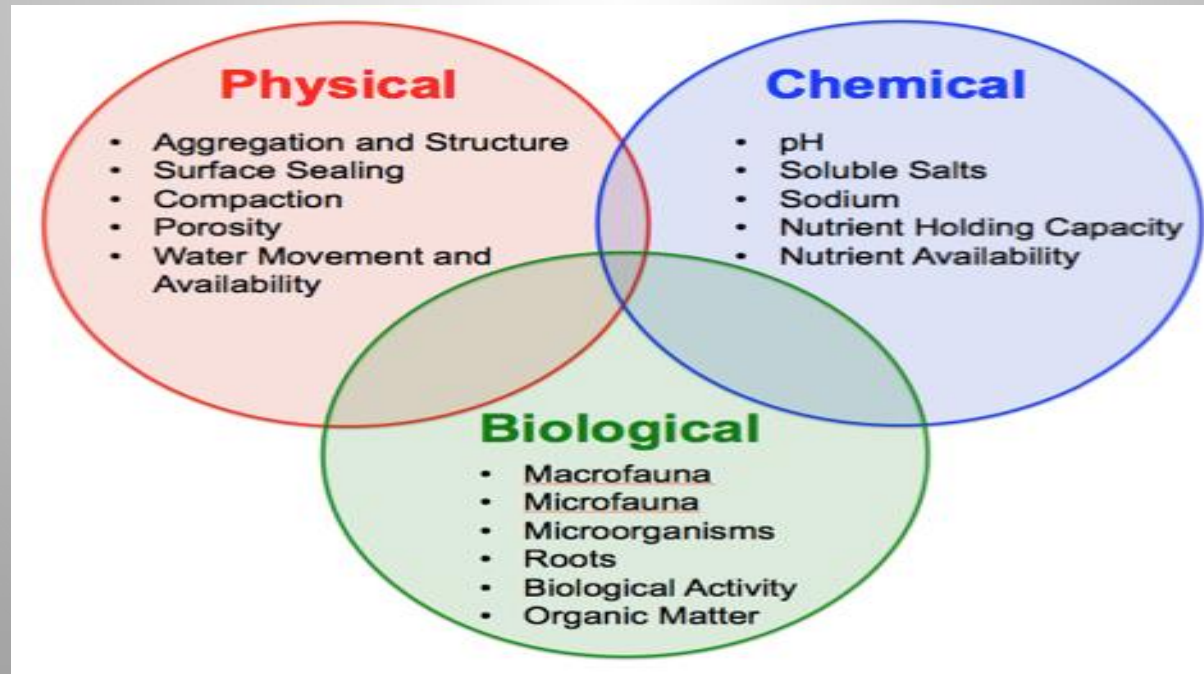 Physical
• Aggregation and Structure
• Surface Sealing
• Compaction
• Porosity
• Water Movement and
Availability
Chemical
• pH
• Soluble Salts
• Sodium
• Nutrient Holding Capacity
• Nutrient Availability
Biological
• Macrofauna
• Microfauna
• Microorganisms
• Roots
• Biological Activity
• Organic Matter